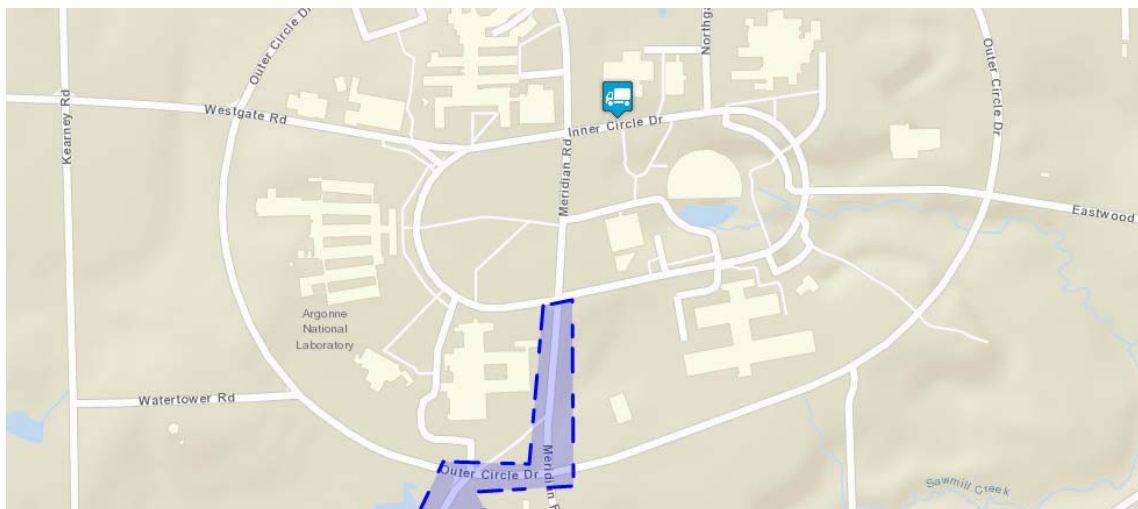 Outer Circle Dr
Northga
Outer Circle Dr
Kearney Rd
Westgate Rd
Inner Circle Dr
Meridian Rd
Eastwood
Argonne
National
Laboratory
Watertower Rd
Outer Circle Dr
Meridian R
Sawmill Creek